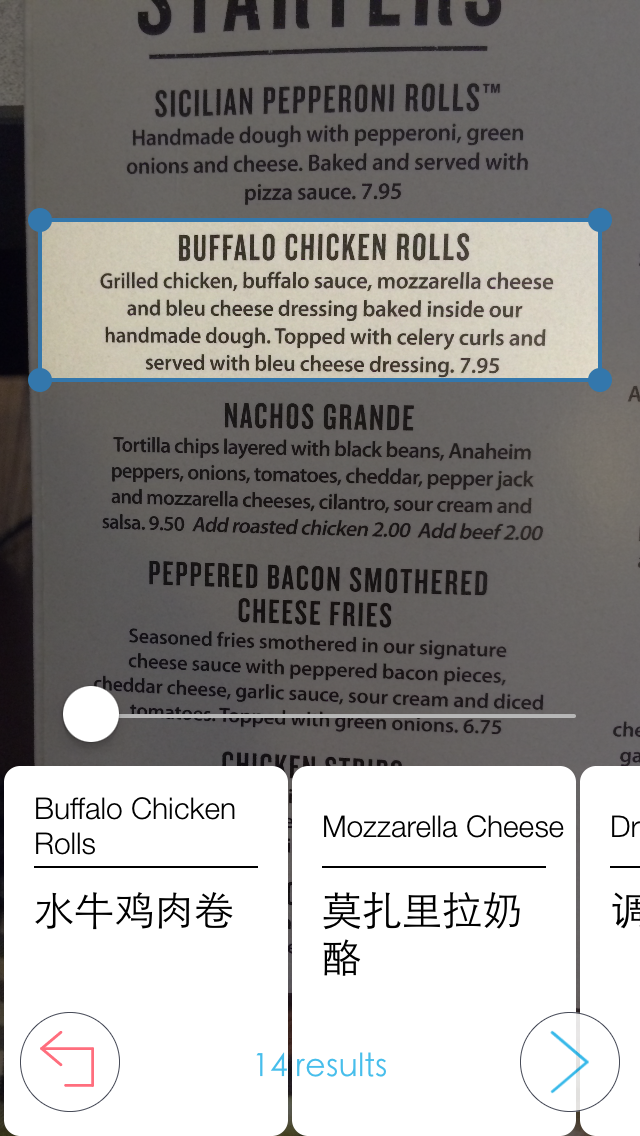 STARTERS
SICILIAN PEPPERONI ROLLS™
Handmade dough with pepperoni, green
onions and cheese. Baked and served with
pizza sauce. 7.95
BUFFALO CHICKEN ROLLS
Grilled chicken, buffalo sauce, mozzarella cheese
and bleu cheese dressing baked inside our
handmade dough. Topped with celery curls and
served with bleu cheese dressing. 7.95
NACHOS GRANDE
Tortilla chips layered with black beans, Anaheim
peppers, onions, tomatoes, cheddar, pepper jack
and mozzarella cheeses, cilantro, sour cream and
salsa. 9.50 Add roasted chicken 2.00 Add beef 2.00
PEPPERED BACON SMOTHERED
CHEESE FRIES
Seasoned fries smothered in our signature
cheese sauce with peppered bacon pieces,
cheddar cheese, garlic sauce, sour cream and diced
tomatoes. Topped with green onions. 6.75
CHICKEN STRIPS
Buffalo Chicken
Rolls
水牛鸡肉卷
Mozzarella Cheese
莫扎里拉奶
酪
Dr
调
14 results